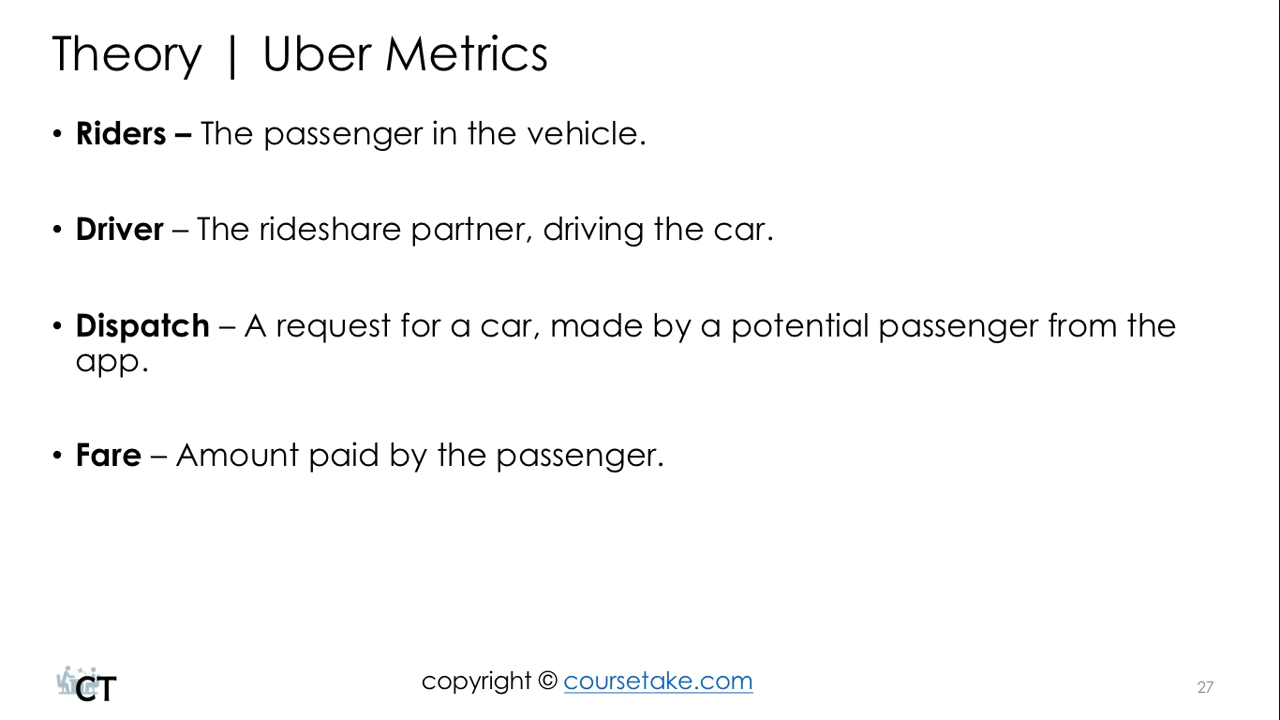 Theory | Uber Metrics
• Riders – The passenger in the vehicle.
• Driver – The rideshare partner, driving the car.
• Dispatch – A request for a car, made by a potential passenger from the
app.
• Fare – Amount paid by the passenger.
CT
copyright © coursetake.com
27